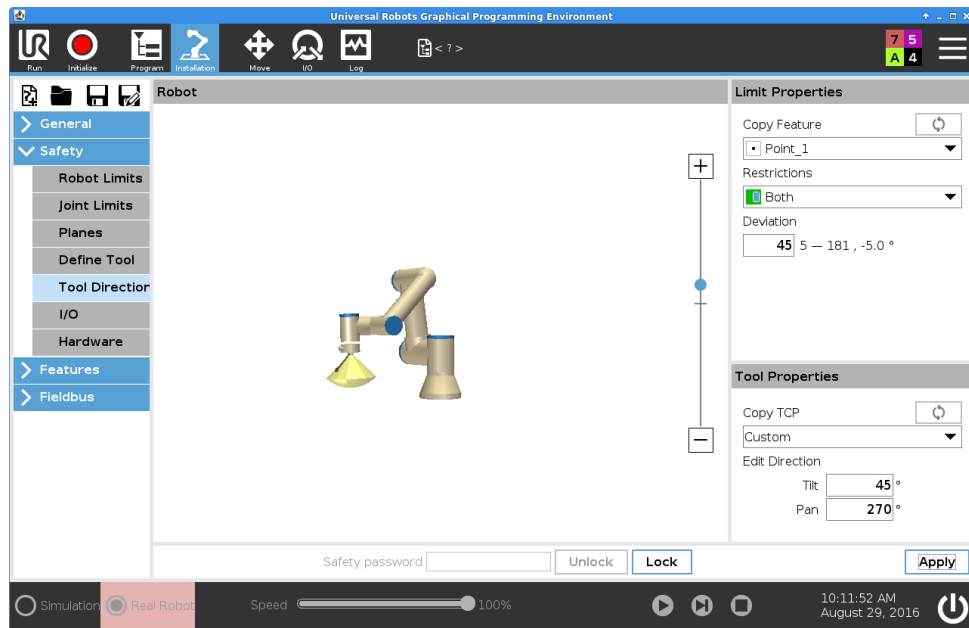 Universal Robots Graphical Programming Environment
Run
Initialize
Program
Installation
Move
I/O
Log
< ? >
7 5
A 4
General
Safety
Robot Limits
Joint Limits
Planes
Define Tool
Tool Direction
I/O
Hardware
Features
Fieldbus
Robot
Limit Properties
Copy Feature
Point_1
Restrictions
Both
Deviation
45 5 — 181 , -5.0 °
Tool Properties
Copy TCP
Custom
Edit Direction
Tilt 45 °
Pan 270 °
Safety password
Unlock
Lock
Apply
Simulation
Real Robot
Speed
100%
10:11:52 AM
August 29, 2016